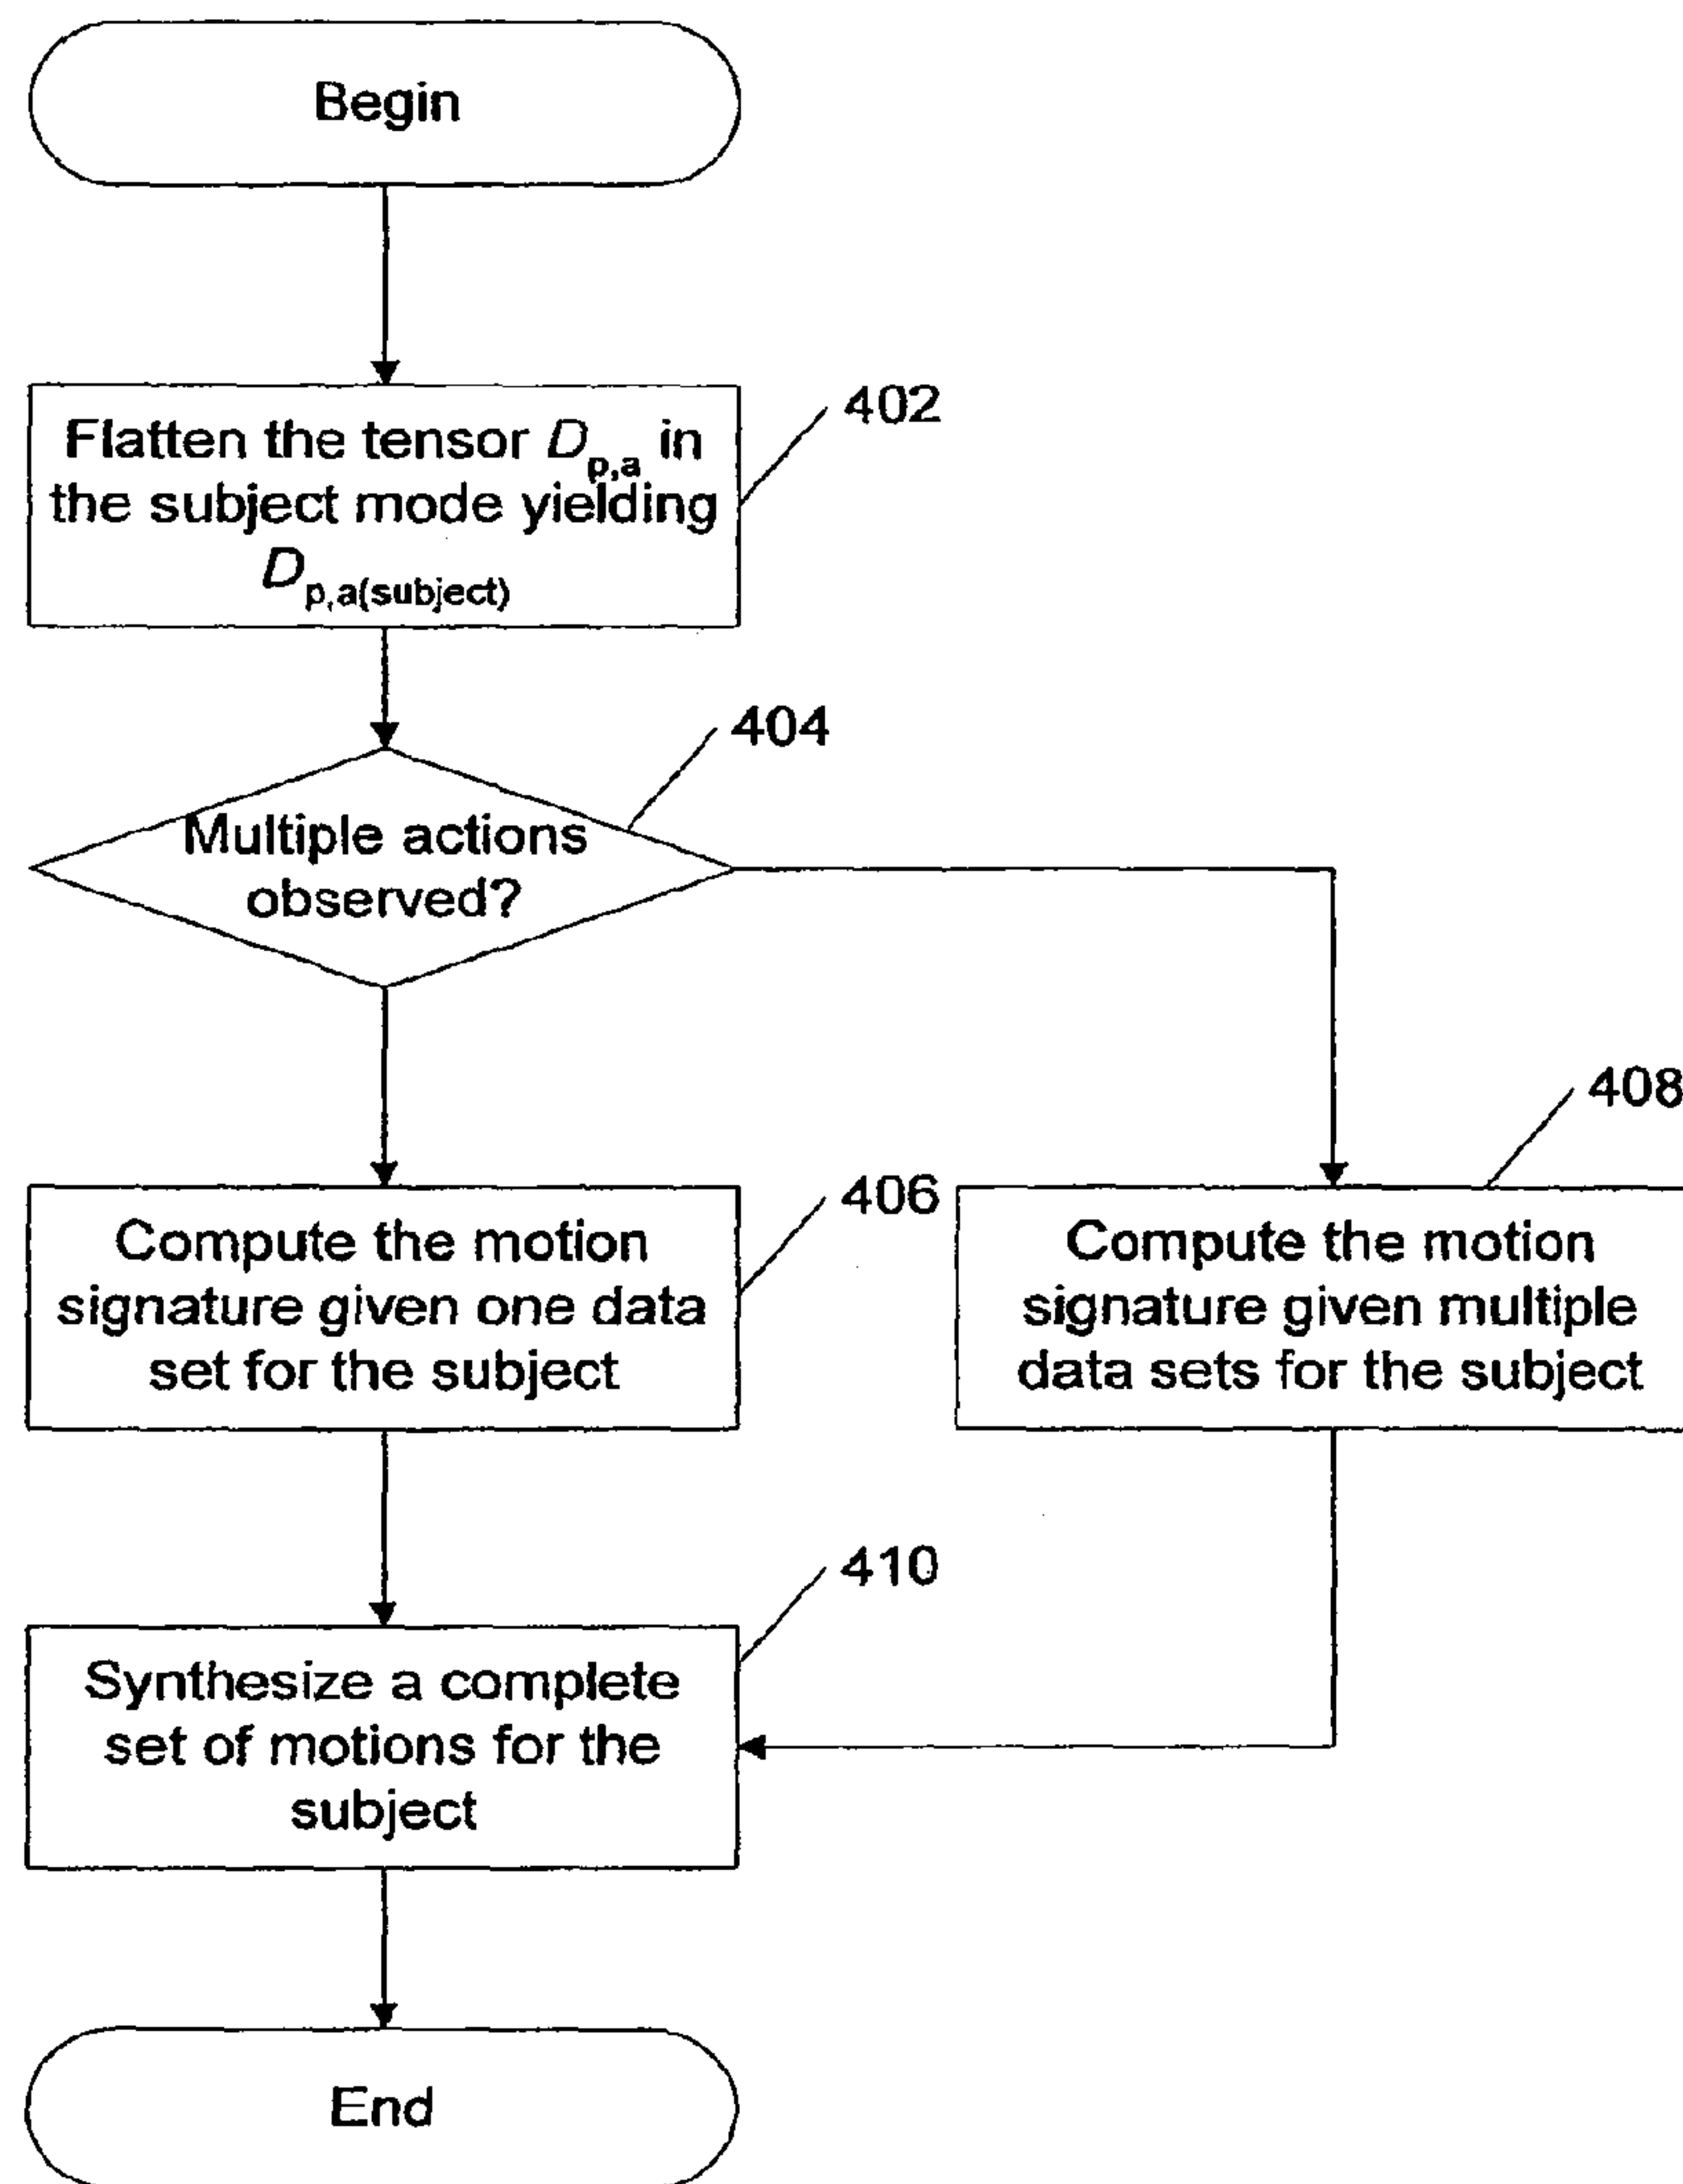 Begin
402
Flatten the tensor D p,a in
the subject mode yielding
D p,a(subject)
404
Multiple actions
observed?
408
406
Compute the motion
signature given one data
set for the subject
Compute the motion
signature given multiple
data sets for the subject
410
Synthesize a complete
set of motions for the
subject
End